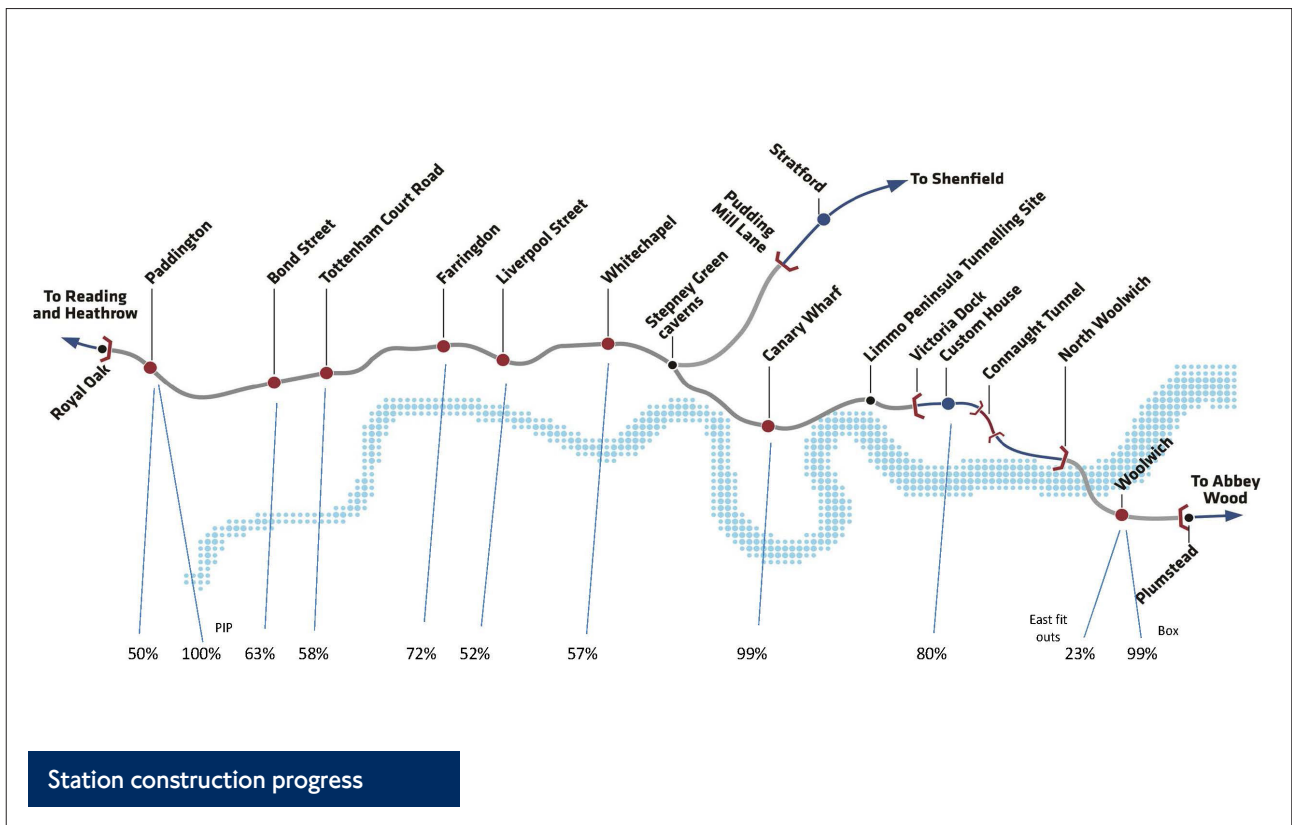 To Reading
and Heathrow
Royal Oak
Paddington
Bond Street
Tottenham Court Road
Farringdon
Liverpool Street
Whitechapel
Stepney Green
caverns
Pudding
Mill Lane
Stratford
To Shenfield
Canary Wharf
Limmo Peninsula Tunnelling Site
Victoria Dock
Custom House
Connaught Tunnel
North Woolwich
Woolwich
To Abbey
Wood
Plumstead
50%
100%
PIP
63%
58%
72%
52%
57%
99%
80%
East fit
outs
23%
Box
99%
Station construction progress